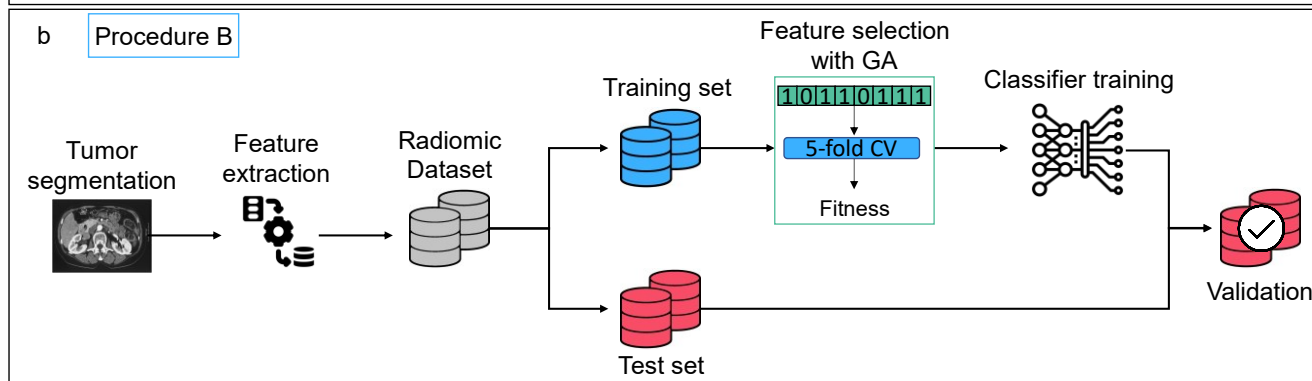 b
Procedure B
Tumor
segmentation
Feature
extraction
Radiomic
Dataset
Training set
Feature selection
with GA
1 0 1 1 0 1 1 1
5-fold CV
Fitness
Classifier training
Test set
Validation